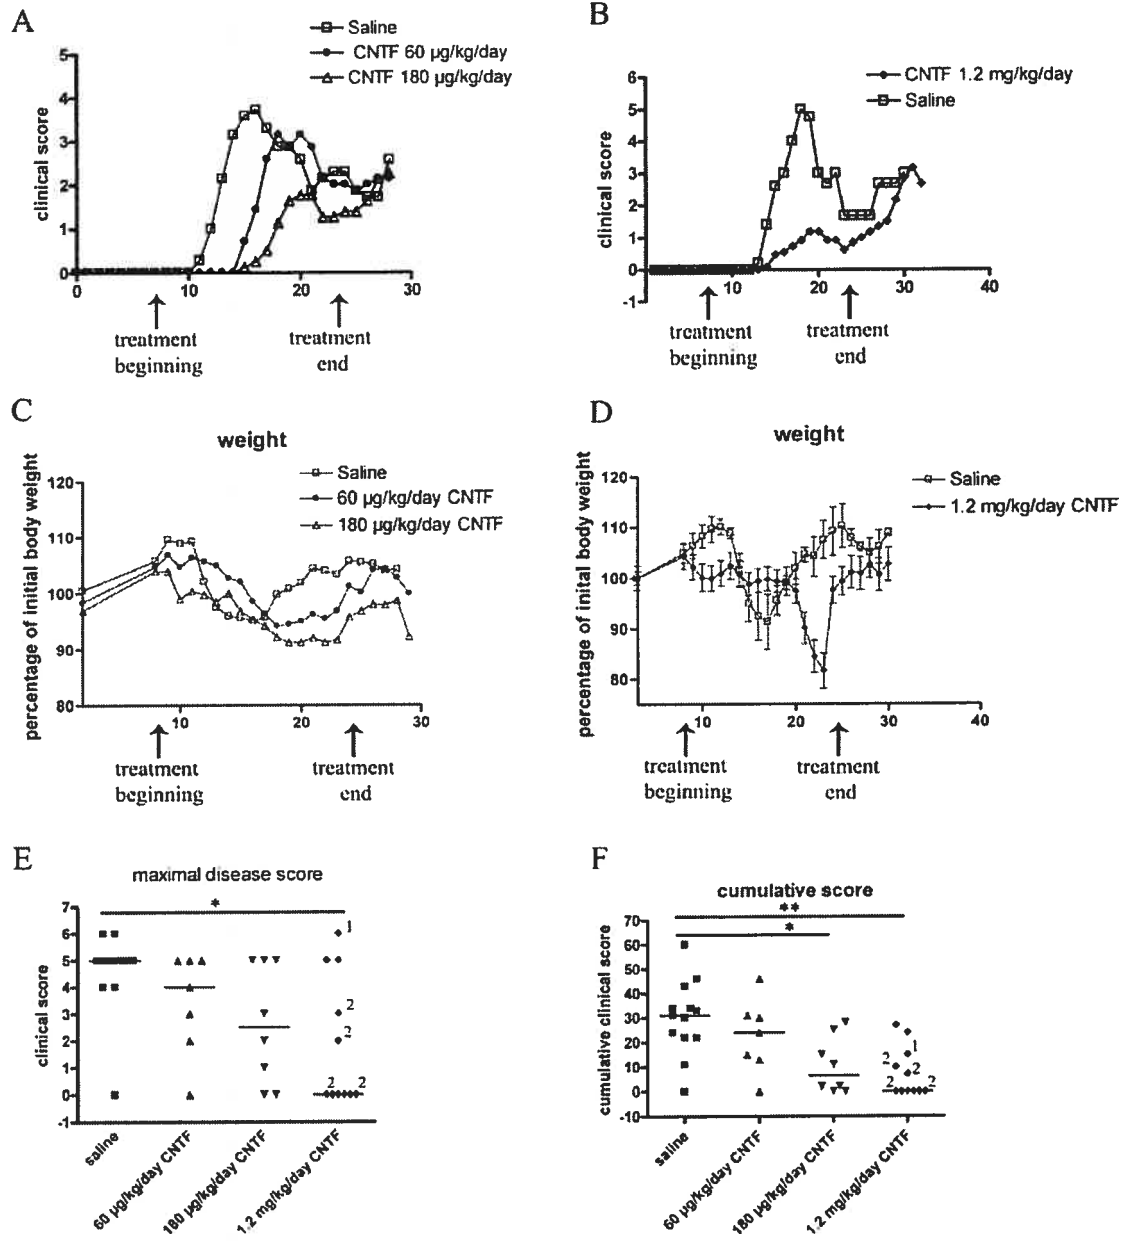 A
Saline
CNTF 60 µg/kg/day
CNTF 180 µg/kg/day
clinical score
5
4
3
2
1
0
0
10
20
30
treatment
beginning
treatment
end
B
CNTF 1.2 mg/kg/day
Saline
clinical score
6
5
4
3
2
1
0
-1
10
20
30
40
treatment
beginning
treatment
end
C
weight
Saline
60 µg/kg/day CNTF
180 µg/kg/day CNTF
percentage of initial body weight
120
110
100
90
80
10
20
30
treatment
beginning
treatment
end
D
weight
Saline
1.2 mg/kg/day CNTF
percentage of inital body weight
120
110
100
90
80
10
20
30
40
treatment
beginning
treatment
end
E
maximal disease score
*
clinical score
7
6
5
4
3
2
1
0
-1
1
2
2
2
2
saline
60 µg/kg/day CNTF
180 µg/kg/day CNTF
1.2 mg/kg/day CNTF
F
cumulative score
**
*
cumulative clinical score
70
60
50
40
30
20
10
0
-10
1
2
2
2
2
saline
60 µg/kg/day CNTF
180 µg/kg/day CNTF
1.2 mg/kg/day CNTF